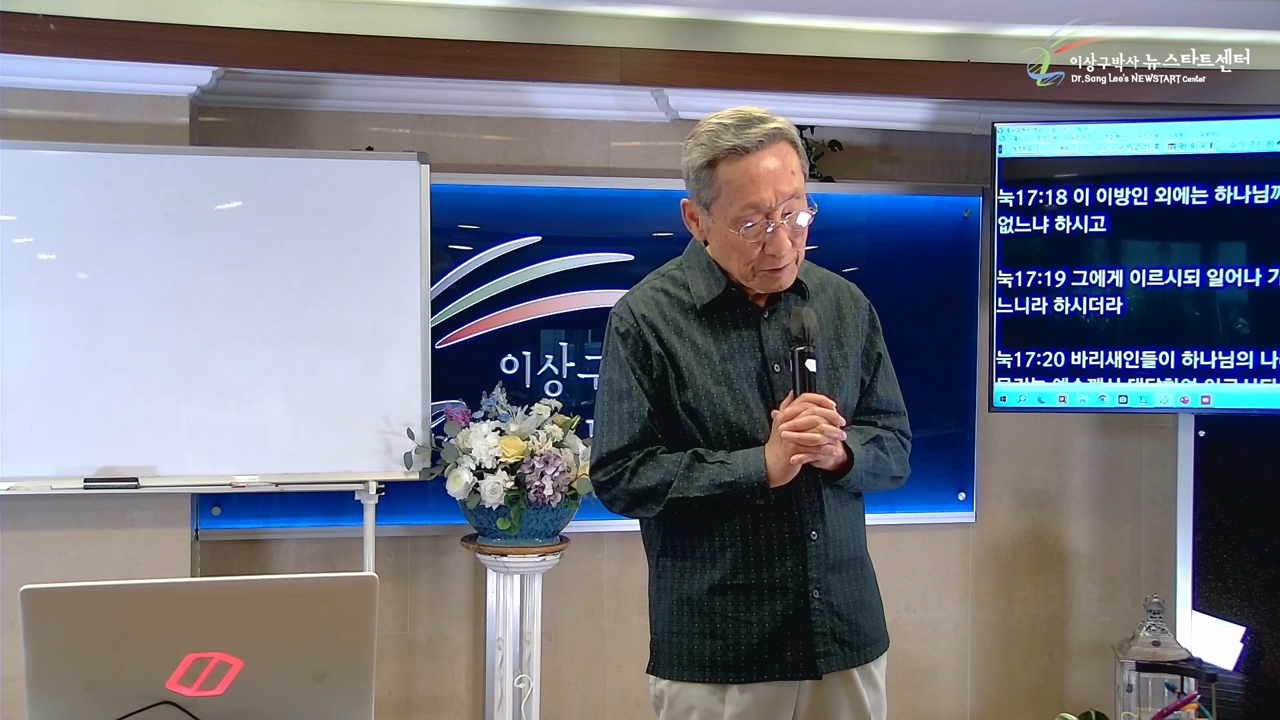 이상구박사 뉴스타트센터
Dr. Sang Lee's NEWSTART Center
이상구
눅17:18 이 이방인 외에는 하나님께
없느냐 하시고
눅17:19 그에게 이르시되 일어나 가
느니라 하시더라
눅17:20 바리새인들이 하나님의 나